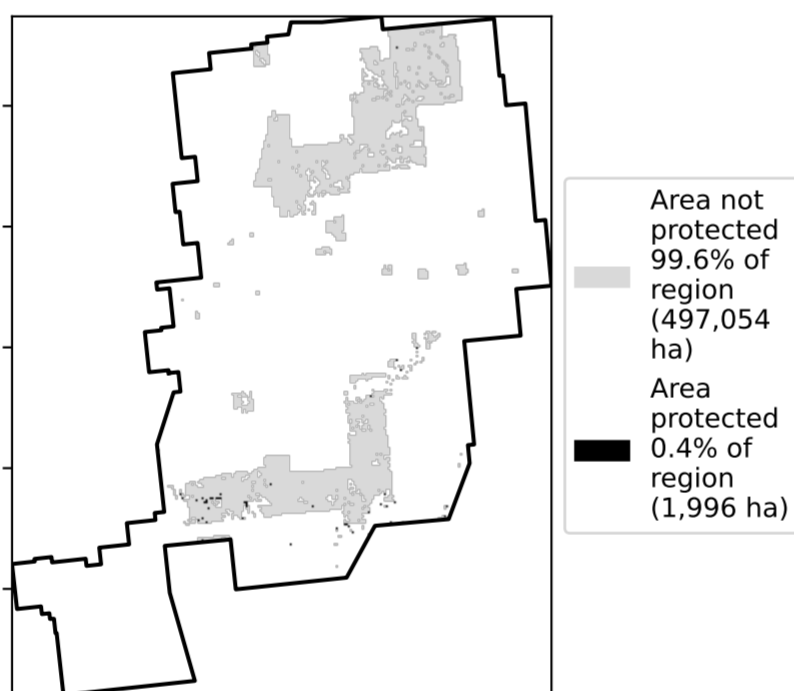 Area not
protected
99.6% of
region
(497,054
ha)
Area
protected
0.4% of
region
(1,996 ha)